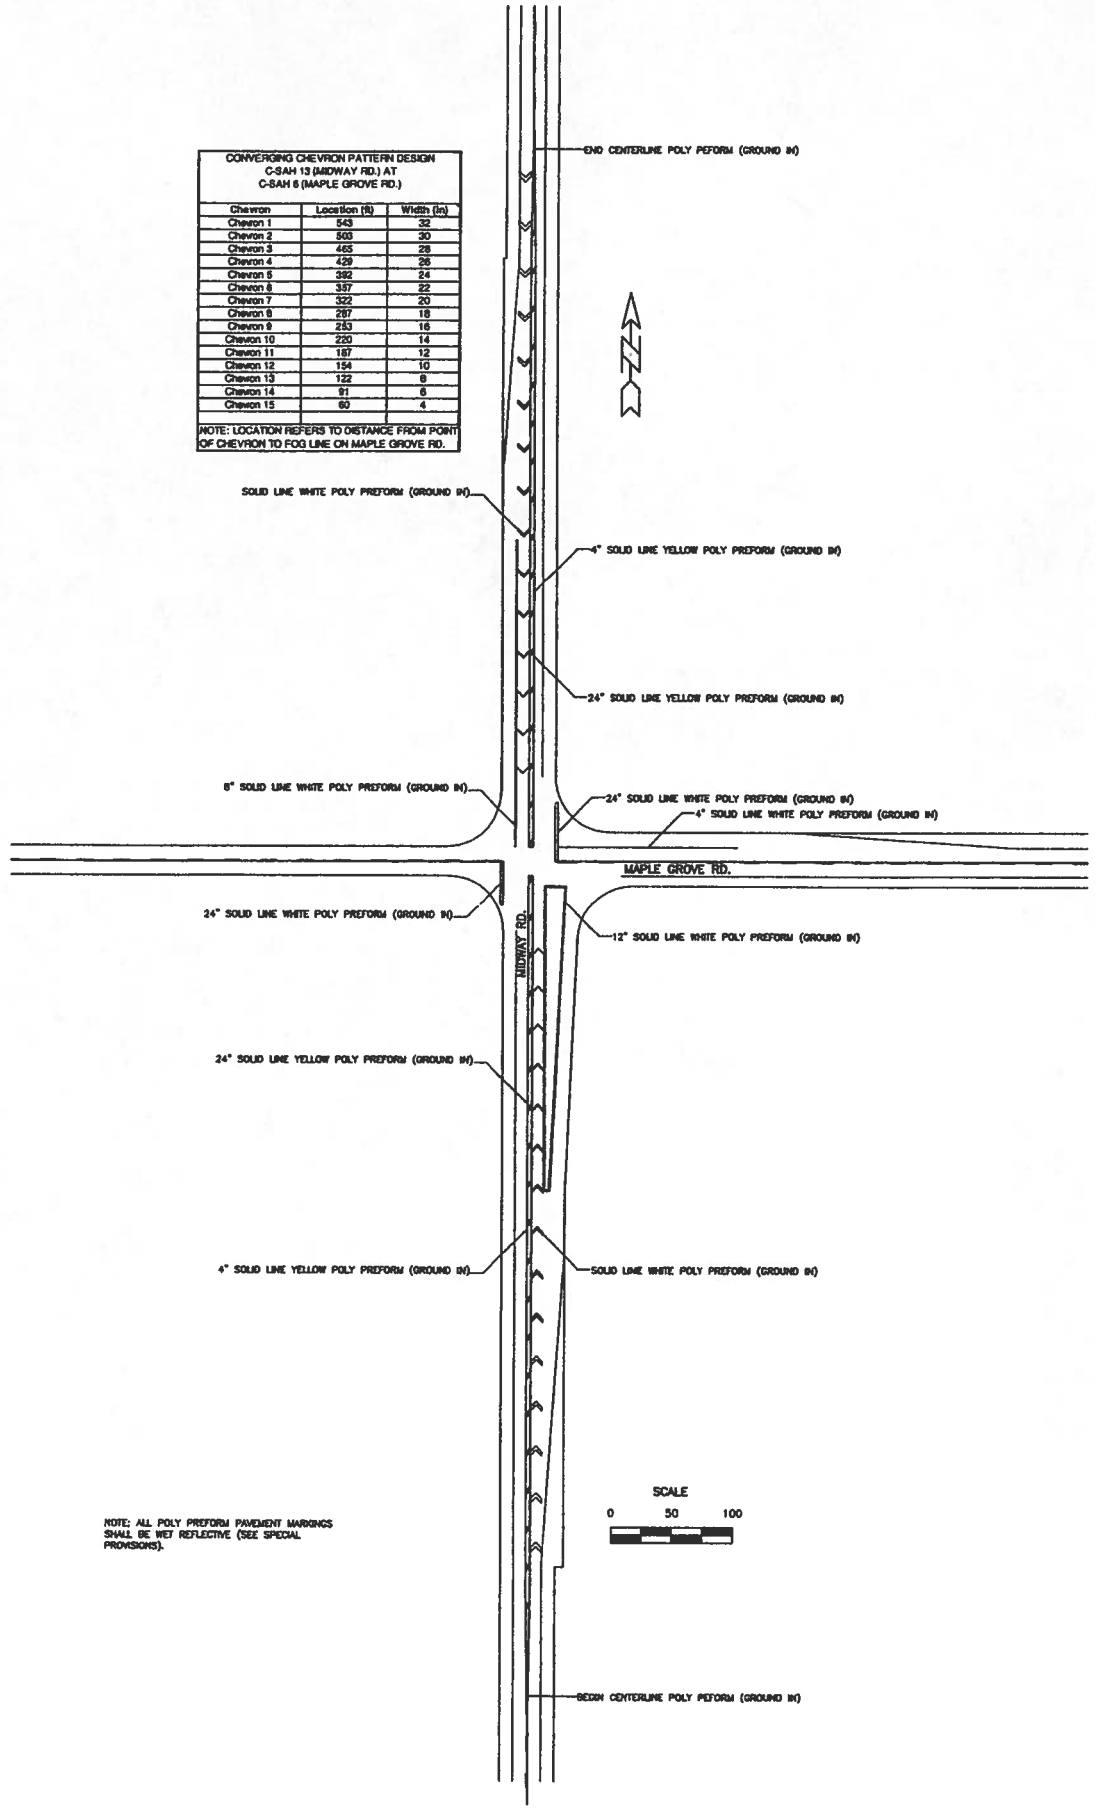 END CENTERLINE POLY PEFORM (GROUND IN)
CONVERGING CHEVRON PATTERN DESIGN
C-SAH 13 (MIDWAY RD.) AT
C-SAH 6 (MAPLE GROVE RD.)
Chevron Location (ft) Width (in)
Chevron 1 543 32
Chevron 2 503 30
Chevron 3 465 28
Chevron 4 429 26
Chevron 5 392 24
Chevron 6 357 22
Chevron 7 322 20
Chevron 8 287 18
Chevron 9 253 16
Chevron 10 220 14
Chevron 11 187 12
Chevron 12 154 10
Chevron 13 122 8
Chevron 14 91 6
Chevron 15 60 4
NOTE: LOCATION REFERS TO DISTANCE FROM POINT
OF CHEVRON TO FOG LINE ON MAPLE GROVE RD.
N
SOLID LINE WHITE POLY PREFORM (GROUND IN)
4" SOLID LINE YELLOW POLY PREFORM (GROUND IN)
24" SOLID LINE YELLOW POLY PREFORM (GROUND IN)
8" SOLID LINE WHITE POLY PREFORM (GROUND IN)
24" SOLID LINE WHITE POLY PREFORM (GROUND IN)
4" SOLID LINE WHITE POLY PREFORM (GROUND IN)
MAPLE GROVE RD.
24" SOLID LINE WHITE POLY PREFORM (GROUND IN)
MIDWAY RD.
12" SOLID LINE WHITE POLY PREFORM (GROUND IN)
24" SOLID LINE YELLOW POLY PREFORM (GROUND IN)
4" SOLID LINE YELLOW POLY PREFORM (GROUND IN)
SOLID LINE WHITE POLY PREFORM (GROUND IN)
SCALE
0 50 100
NOTE: ALL POLY PREFORM PAVEMENT MARKINGS
SHALL BE WET REFLECTIVE (SEE SPECIAL
PROVISIONS).
BEGIN CENTERLINE POLY PEFORM (GROUND IN)